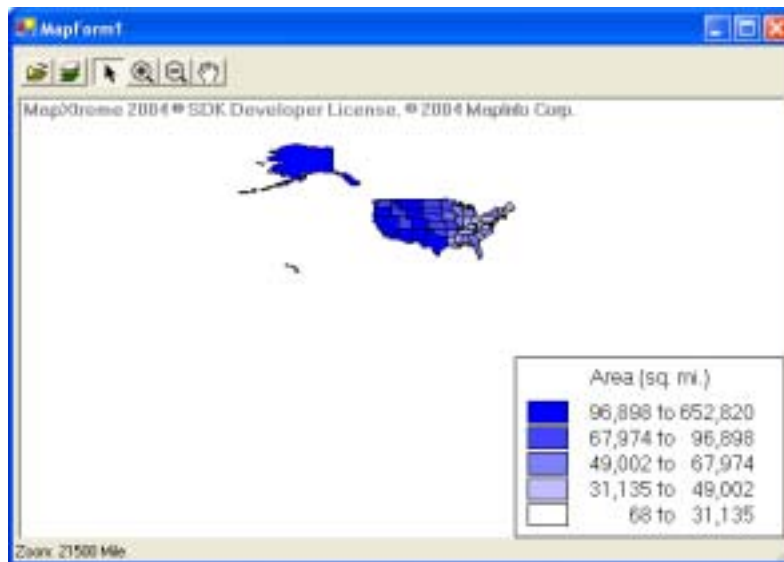 MapForm1
MapXtreme 2004 ® SDK Developer License, © 2004 MapInfo Corp.
Area (sq. mi.)
96,898 to 652,820
67,974 to 96,898
49,002 to 67,974
31,135 to 49,002
68 to 31,135
Zoom: 21500 Mile